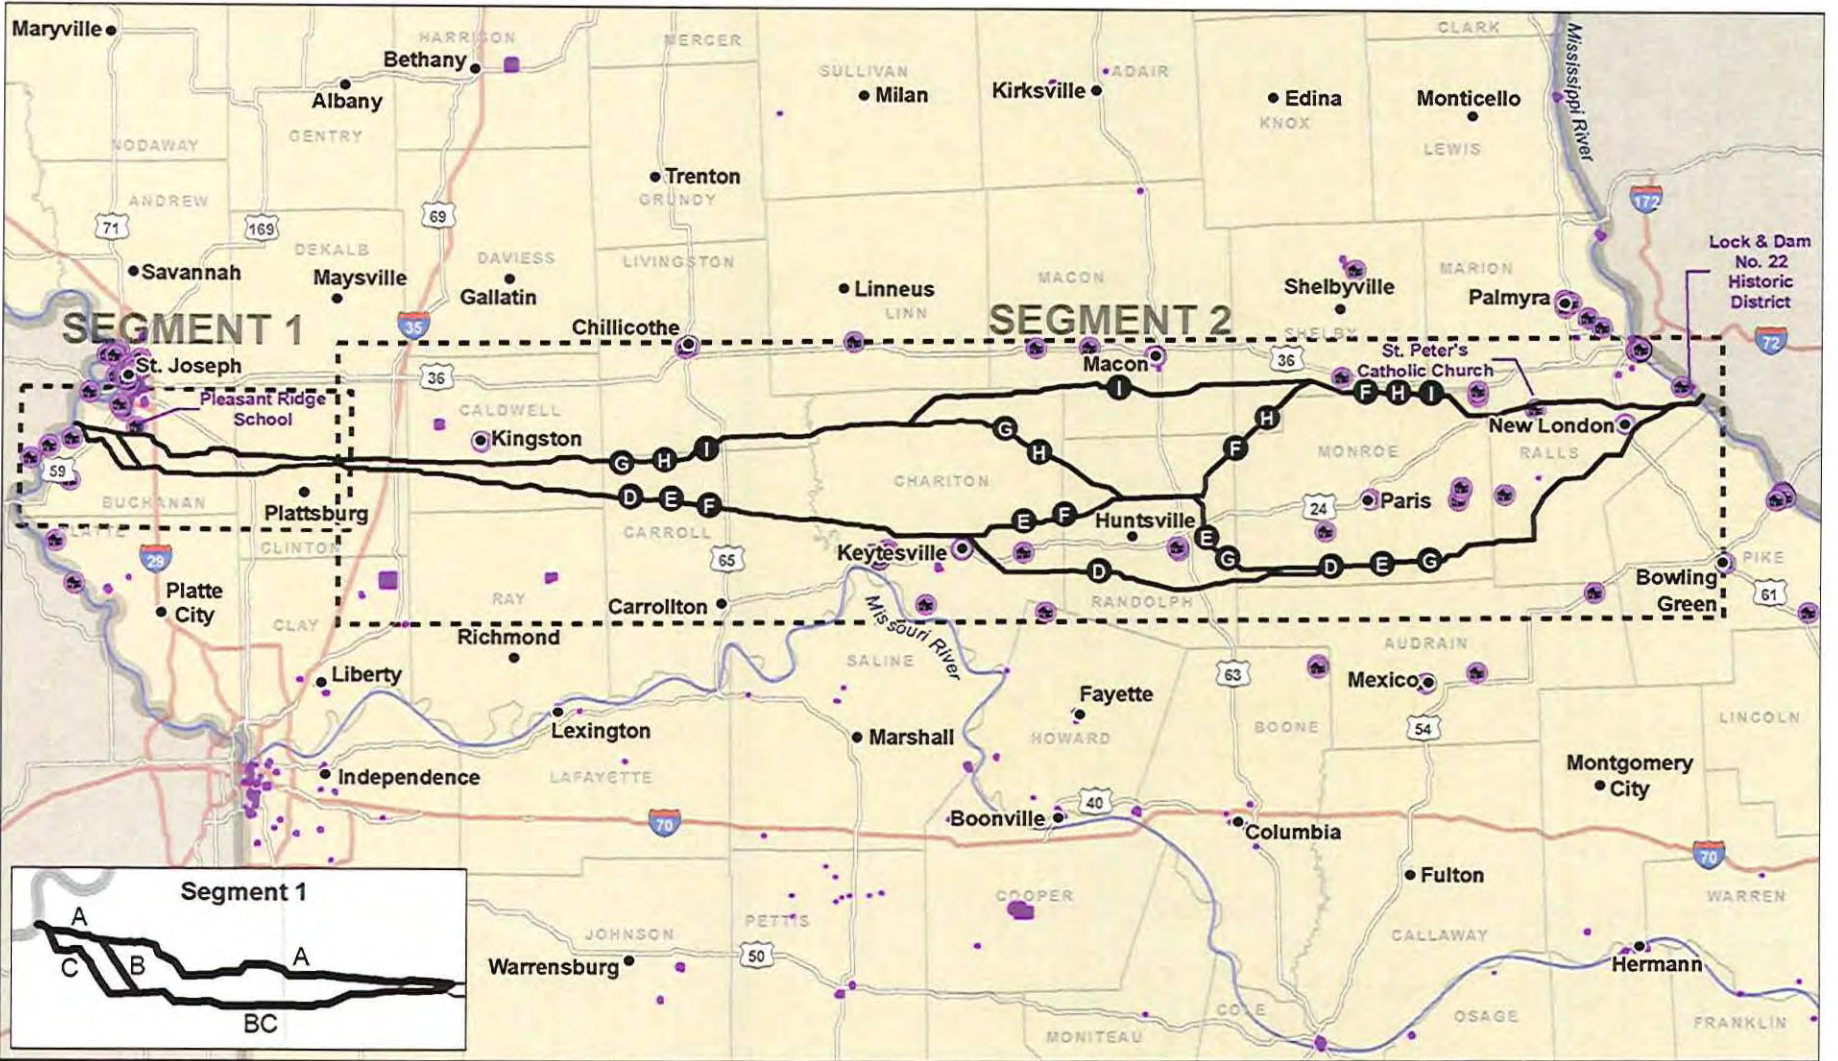 Maryville
HARRISON
MERCER
CLARK
Bethany
SULLIVAN
ADAIR
Albany
Milan
Kirksville
Edina
Monticello
KNOX
Mississippi River
NODAWAY
GENTRY
LEWIS
Trenton
GRUNDY
ANDREW
71
169
69
172
DEKALB
DAVIESS
LIVINGSTON
MACON
MARION
Lock & Dam
No. 22
Historic
District
Savannah
Maysville
Gallatin
Linneus
LINN
Shelbyville
Palmyra
SEGMENT 1
35
Chillicothe
SEGMENT 2
SHELBY
72
St. Joseph
36
Macon
36
St. Peter's
Catholic Church
Pleasant Ridge
School
CALDWELL
I
F
H
I
Kingston
G
H
New London
59
G
H
I
H
F
MONROE
RALLS
BUCHANAN
Plattsburg
D
E
F
CHARITON
24
Paris
PLATTE
CLINTON
CARROLL
E
F
Huntsville
E
29
65
Keytesville
G
D
D
E
G
PIKE
Platte
City
RAY
Carrollton
RANDOLPH
Bowling
Green
61
CLAY
Richmond
Missouri River
AUDRAIN
Liberty
SALINE
63
Mexico
Fayette
Lexington
Marshall
HOWARD
BOONE
54
LINCOLN
Independence
LAFAYETTE
Montgomery
City
70
Boonville
40
Columbia
70
Segment 1
COOPER
Fulton
WARREN
A
C
B
A
BC
JOHNSON
PETTIS
CALLAWAY
Warrensburg
50
Hermann
COLE
OSAGE
MONITEAU
FRANKLIN